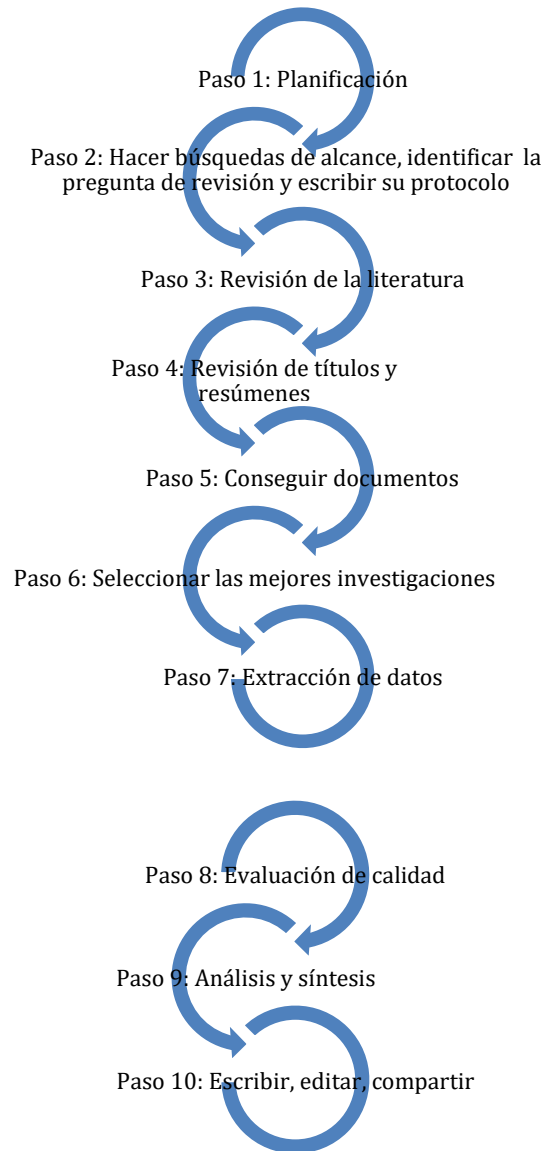 Paso 1: Planificación
Paso 2: Hacer búsquedas de alcance, identificar la
pregunta de revisión y escribir su protocolo
Paso 3: Revisión de la literatura
Paso 4: Revisión de títulos y
resúmenes
Paso 5: Conseguir documentos
Paso 6: Seleccionar las mejores investigaciones
Paso 7: Extracción de datos
Paso 8: Evaluación de calidad
Paso 9: Análisis y síntesis
Paso 10: Escribir, editar, compartir